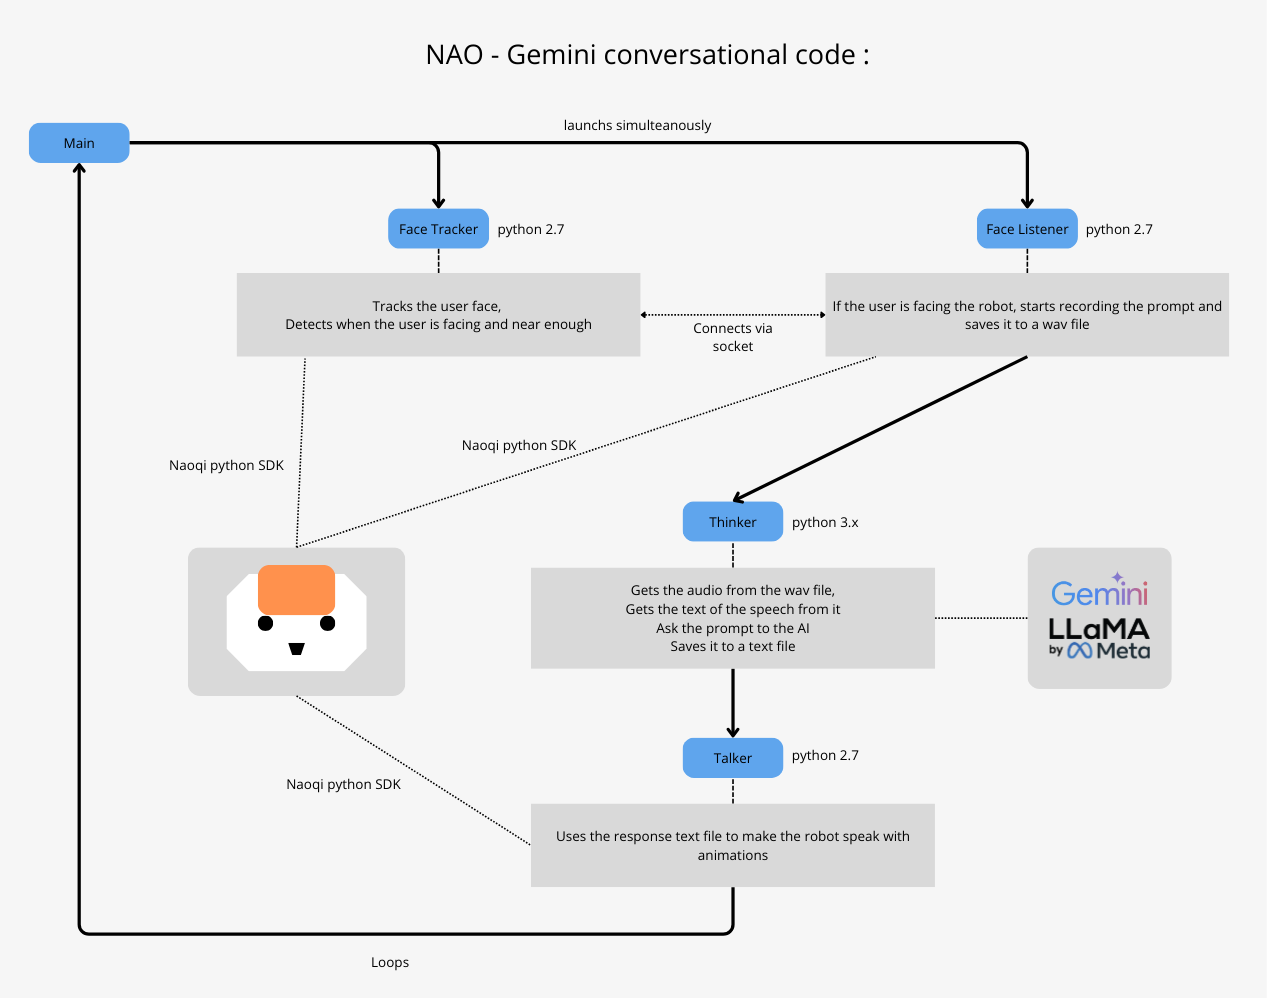 NAO - Gemini conversational code :
launchs simulteanously
Main
Face Tracker
python 2.7
Face Listener
python 2.7
Tracks the user face,
Detects when the user is facing and near enough
Connects via
socket
If the user is facing the robot, starts recording the prompt and
saves it to a wav file
Naoqi python SDK
Naoqi python SDK
Thinker
python 3.x
Gets the audio from the wav file,
Gets the text of the speech from it
Ask the prompt to the AI
Saves it to a text file
Gemini
LLaMA
by Meta
Talker
python 2.7
Naoqi python SDK
Uses the response text file to make the robot speak with
animations
Loops